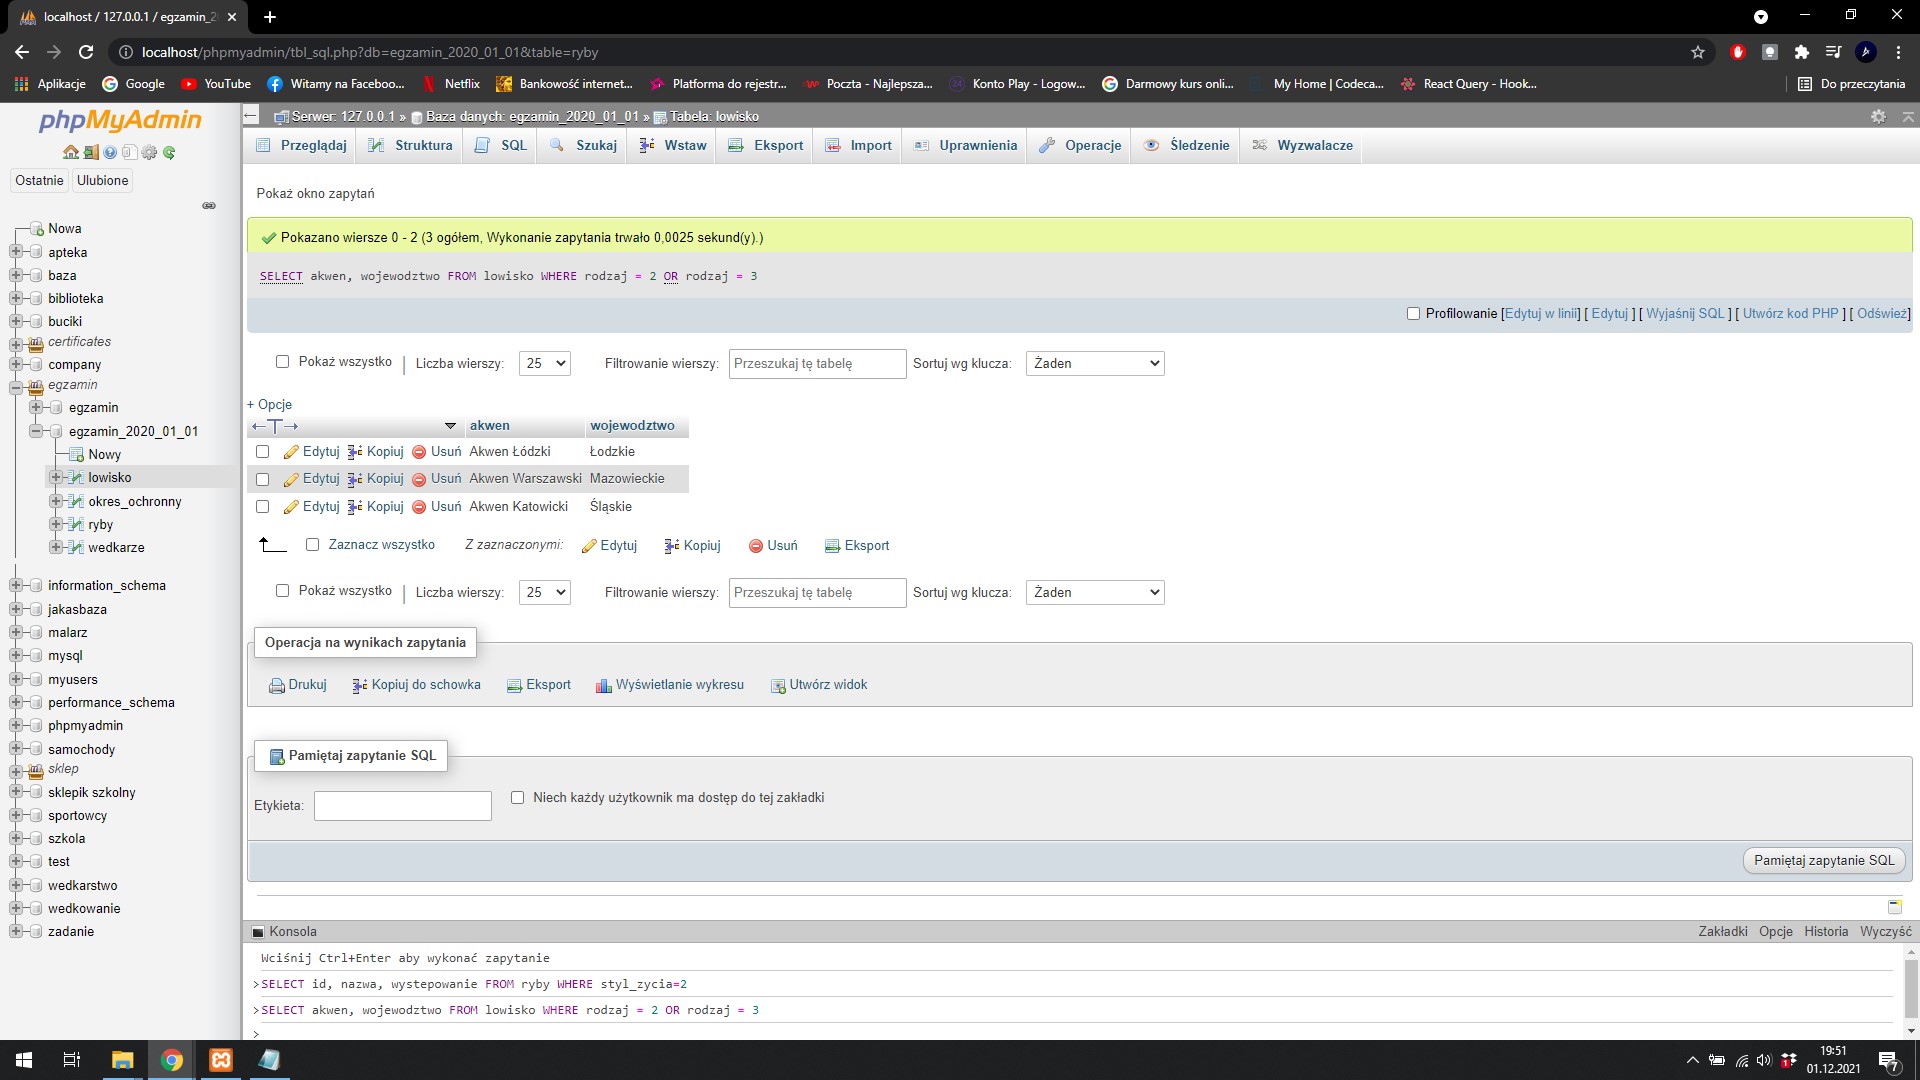 localhost / 127.0.0.1 / egzamin_2
localhost/phpmyadmin/tbl_sql.php?db=egzamin_2020_01_01&table=ryby
Aplikacje Google YouTube Witamy na Faceboo... Netflix Bankowość internet... Platforma do rejestr... Poczta - Najlepsza... 24 Konto Play - Logow... Darmowy kurs onli... My Home | Codeca... React Query - Hook... Do przeczytania
phpMyAdmin
Ostatnie Ulubione
Nowa
apteka
baza
biblioteka
buciki
certificates
company
egzamin
egzamin
egzamin_2020_01_01
Nowy
lowisko
okres_ochronny
ryby
wedkarze
information_schema
jakasbaza
malarz
mysql
myusers
performance_schema
phpmyadmin
samochody
sklep
sklepik szkolny
sportowcy
szkola
test
wedkarstwo
wedkowanie
zadanie
Serwer: 127.0.0.1 » Baza danych: egzamin_2020_01_01 » Tabela: lowisko
Przeglądaj Struktura SQL Szukaj Wstaw Eksport Import Uprawnienia Operacje Śledzenie Wyzwalacze
Pokaż okno zapytań
Pokazano wiersze 0 - 2 (3 ogółem, Wykonanie zapytania trwało 0,0025 sekund(y).)
SELECT akwen, wojewodztwo FROM lowisko WHERE rodzaj = 2 OR rodzaj = 3
Profilowanie [Edytuj w linii] [ Edytuj ] [ Wyjaśnij SQL ] [ Utwórz kod PHP ] [ Odśwież]
Pokaż wszystko | Liczba wierszy: 25 Filtrowanie wierszy: Przeszukaj tę tabelę Sortuj wg klucza: Żaden
+ Opcje
←T→ akwen wojewodztwo
Edytuj Kopiuj Usuń Akwen Łódzki Łodzkie
Edytuj Kopiuj Usuń Akwen Warszawski Mazowieckie
Edytuj Kopiuj Usuń Akwen Katowicki Śląskie
Zaznacz wszystko Z zaznaczonymi: Edytuj Kopiuj Usuń Eksport
Pokaż wszystko | Liczba wierszy: 25 Filtrowanie wierszy: Przeszukaj tę tabelę Sortuj wg klucza: Żaden
Operacja na wynikach zapytania
Drukuj Kopiuj do schowka Eksport Wyświetlanie wykresu Utwórz widok
Pamiętaj zapytanie SQL
Etykieta: Niech każdy użytkownik ma dostęp do tej zakładki
Pamiętaj zapytanie SQL
Konsola Zakładki Opcje Historia Wyczyść
Wciśnij Ctrl+Enter aby wykonać zapytanie
>SELECT id, nazwa, wystepowanie FROM ryby WHERE styl_zycia=2
>SELECT akwen, wojewodztwo FROM lowisko WHERE rodzaj = 2 OR rodzaj = 3
>
19:51
01.12.2021
7